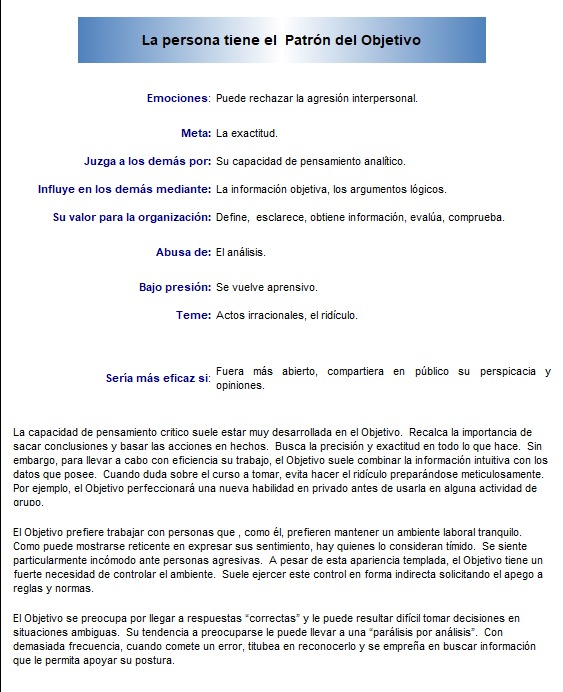 La persona tiene el  Patrón del Objetivo
Emociones: Puede rechazar la agresión interpersonal.
Meta: La exactitud.
Juzga a los demás por: Su capacidad de pensamiento analítico.
Influye en los demás mediante: La información objetiva, los argumentos lógicos.
Su valor para la organización: Define,  esclarece, obtiene información, evalúa, comprueba.
Abusa de: El análisis.
Bajo presión: Se vuelve aprensivo.
Teme: Actos irracionales, el ridículo.
Sería más eficaz si: Fuera más abierto, compartiera en público su perspicacia y
opiniones.
La capacidad de pensamiento critico suele estar muy desarrollada en el Objetivo.  Recalca la importancia de
sacar conclusiones y basar las acciones en hechos.  Busca la precisión y exactitud en todo lo que hace.  Sin
embargo, para llevar a cabo con eficiencia su trabajo, el Objetivo suele combinar la información intuitiva con los
datos que posee.  Cuando duda sobre el curso a tomar, evita hacer el ridículo preparándose meticulosamente.
Por ejemplo, el Objetivo perfeccionará una nueva habilidad en privado antes de usarla en alguna actividad de
grupo.
El Objetivo prefiere trabajar con personas que , como él, prefieren mantener un ambiente laboral tranquilo.
Como puede mostrarse reticente en expresar sus sentimiento, hay quienes lo consideran tímido.  Se siente
particularmente incómodo ante personas agresivas.  A pesar de esta apariencia templada, el Objetivo tiene un
fuerte necesidad de controlar el ambiente.  Suele ejercer este control en forma indirecta solicitando el apego a
reglas y normas.
El Objetivo se preocupa por llegar a respuestas “correctas” y le puede resultar difícil tomar decisiones en
situaciones ambiguas.  Su tendencia a preocuparse le puede llevar a una “parálisis por análisis”.  Con
demasiada frecuencia, cuando comete un error, titubea en reconocerlo y se empreña en buscar información
que le permita apoyar su postura.